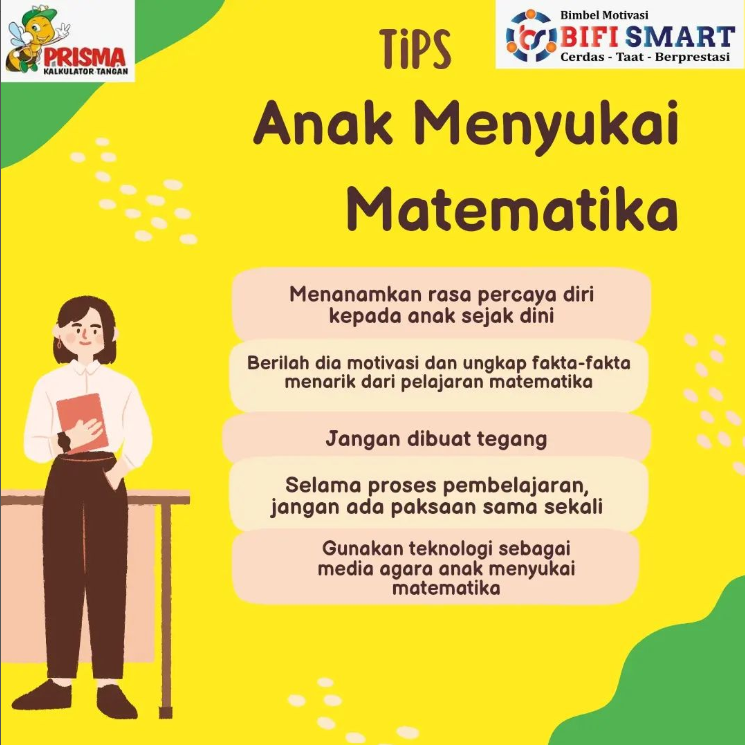 PRISMA
KALKULATOR TANGAN
Bimbel Motivasi
BIFI SMART
Cerdas - Taat - Berprestasi
TiPS
Anak Menyukai
Matematika
Menanamkan rasa percaya diri
kepada anak sejak dini
Berilah dia motivasi dan ungkap fakta-fakta
menarik dari pelajaran matematika
Jangan dibuat tegang
Selama proses pembelajaran,
jangan ada paksaan sama sekali
Gunakan teknologi sebagai
media agara anak menyukai
matematika